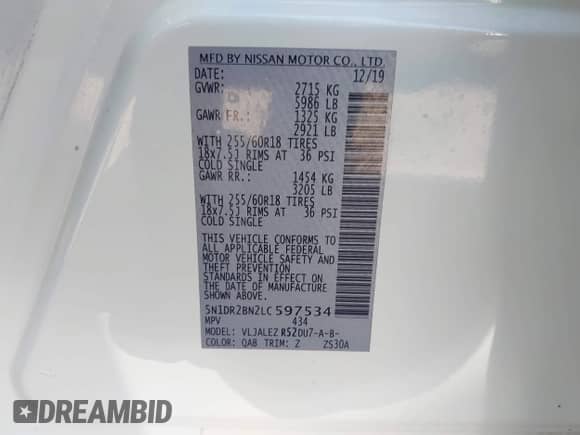 MFD BY NISSAN MOTOR CO., LTD.
DATE: 12/19
GVWR: 2715 KG
5986 LB
GAWR FR.: 1325 KG
2921 LB
WITH 255/60R18 TIRES
18x7.5J RIMS AT 36 PSI
COLD SINGLE
GAWR RR.: 1454 KG
3205 LB
WITH 255/60R18 TIRES
18x7.5J RIMS AT 36 PSI
COLD SINGLE
THIS VEHICLE CONFORMS TO
ALL APPLICABLE FEDERAL
MOTOR VEHICLE SAFETY AND
THEFT PREVENTION
STANDARDS IN EFFECT ON
THE DATE OF MANUFACTURE
SHOWN ABOVE.
5N1DR2BN2LC597534
MPV 434
MODEL: VLJALEZ R52DU7-A-B-
COLOR: QAB TRIM: Z ZS30A
DREAMBID